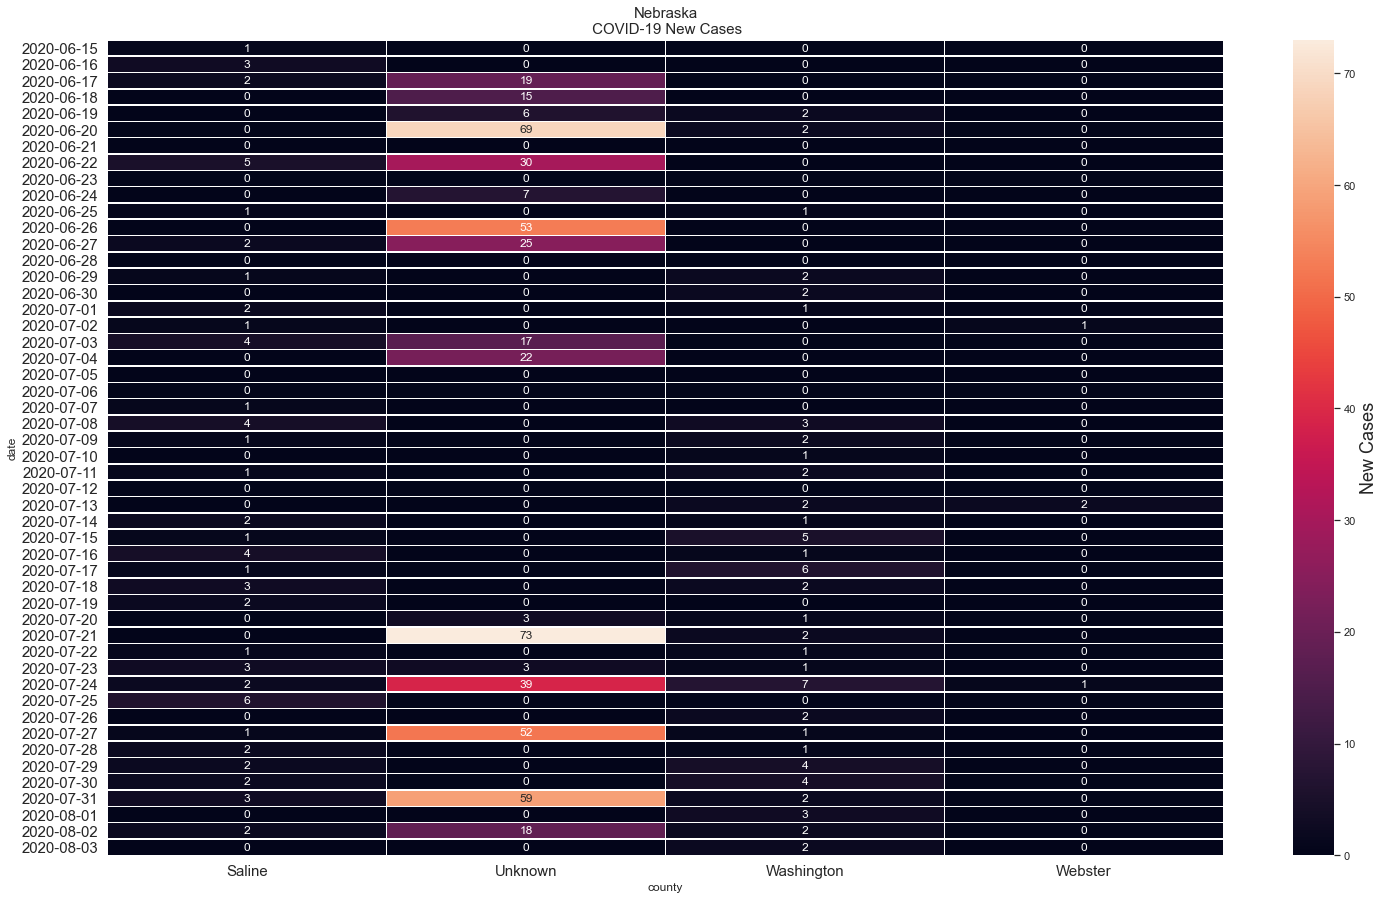 Nebraska
COVID-19 New Cases
2020-06-15 1 0 0 0
2020-06-16 3 0 0 0
2020-06-17 2 19 0 0
2020-06-18 0 15 0 0
2020-06-19 0 6 2 0
2020-06-20 0 69 2 0
2020-06-21 0 0 0 0
2020-06-22 5 30 0 0
2020-06-23 0 0 0 0
2020-06-24 0 7 0 0
2020-06-25 1 0 1 0
2020-06-26 0 53 0 0
2020-06-27 2 25 0 0
2020-06-28 0 0 0 0
2020-06-29 1 0 2 0
2020-06-30 0 0 2 0
2020-07-01 2 0 1 0
2020-07-02 1 0 0 1
2020-07-03 4 17 0 0
2020-07-04 0 22 0 0
2020-07-05 0 0 0 0
2020-07-06 0 0 0 0
2020-07-07 1 0 0 0
2020-07-08 4 0 3 0
2020-07-09 1 0 2 0
2020-07-10 0 0 1 0
2020-07-11 1 0 2 0
2020-07-12 0 0 0 0
2020-07-13 0 0 2 2
2020-07-14 2 0 1 0
2020-07-15 1 0 5 0
2020-07-16 4 0 1 0
2020-07-17 1 0 6 0
2020-07-18 3 0 2 0
2020-07-19 2 0 0 0
2020-07-20 0 3 1 0
2020-07-21 0 73 2 0
2020-07-22 1 0 1 0
2020-07-23 3 3 1 0
2020-07-24 2 39 7 1
2020-07-25 6 0 0 0
2020-07-26 0 0 2 0
2020-07-27 1 52 1 0
2020-07-28 2 0 1 0
2020-07-29 2 0 4 0
2020-07-30 2 0 4 0
2020-07-31 3 59 2 0
2020-08-01 0 0 3 0
2020-08-02 2 18 2 0
2020-08-03 0 0 2 0
date
Saline Unknown Washington Webster
county
70
60
50
40
30
20
10
0
New Cases